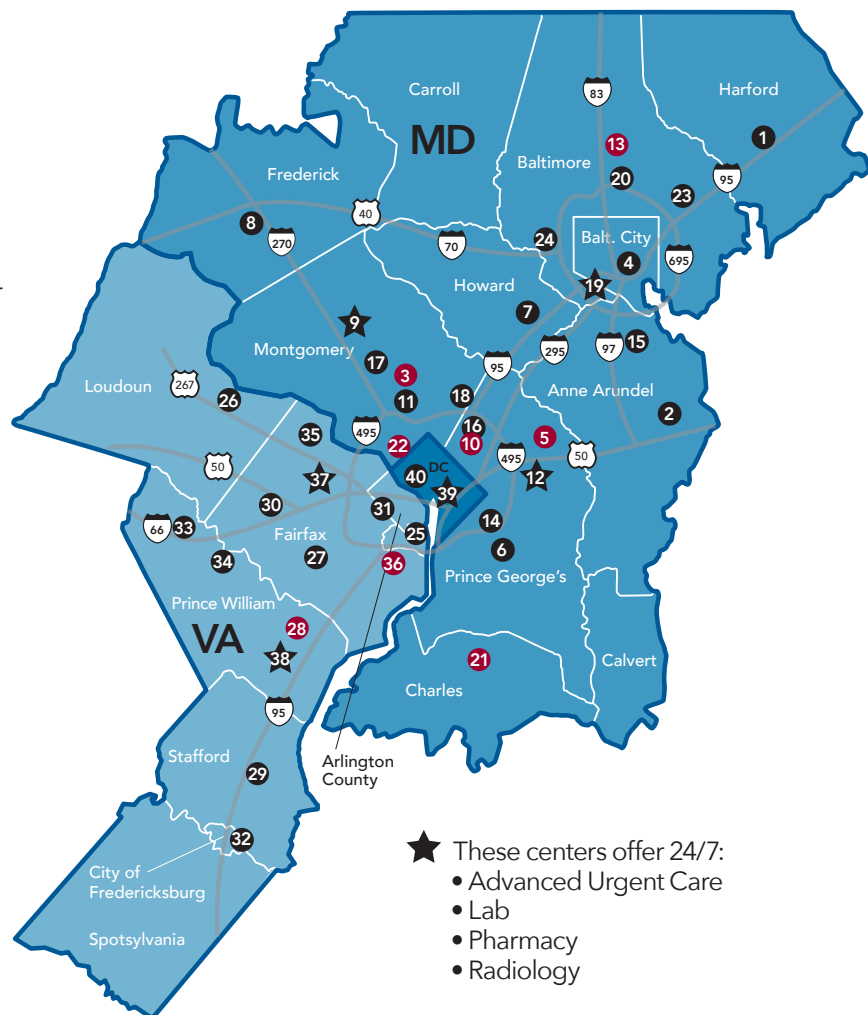 Carroll
83
Harford
MD
1
13
Baltimore
Frederick
20
95
23
40
8
270
70
24
Balt. City
4
695
Howard
19
7
9
Montgomery
17
3
11
18
95
295
97
15
Anne Arundel
2
Loudoun
267
26
35
495
22
16
10
5
495
50
DC
40
39
12
50
37
30
31
25
14
6
66
33
34
Fairfax
27
36
Prince George's
Prince William
28
VA
38
21
Charles
Calvert
95
Stafford
29
Arlington
County
32
City of
Fredericksburg
Spotsylvania
These centers offer 24/7:
• Advanced Urgent Care
• Lab
• Pharmacy
• Radiology